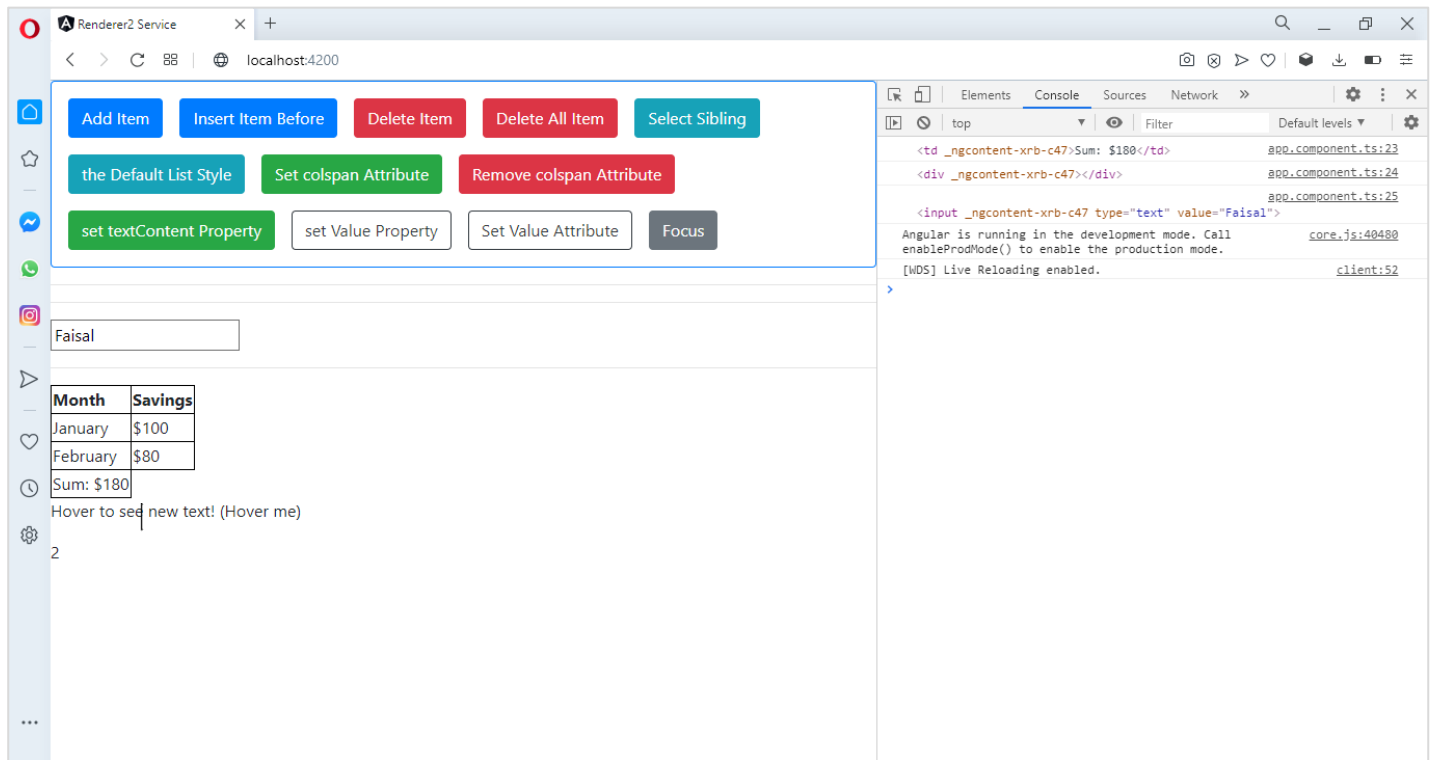 Renderer2 Service
localhost:4200
Add Item Insert Item Before Delete Item Delete All Item Select Sibling
the Default List Style Set colspan Attribute Remove colspan Attribute
set textContent Property set Value Property Set Value Attribute Focus
Faisal
Month Savings
January $100
February $80
Sum: $180
Hover to see new text! (Hover me)
2
Elements Console Sources Network »
top Filter Default levels
<td _ngcontent-xrb-c47>Sum: $180</td> app.component.ts:23
<div _ngcontent-xrb-c47></div> app.component.ts:24
app.component.ts:25
<input _ngcontent-xrb-c47 type="text" value="Faisal">
Angular is running in the development mode. Call core.js:40480
enableProdMode() to enable the production mode.
[WDS] Live Reloading enabled. client:52
>